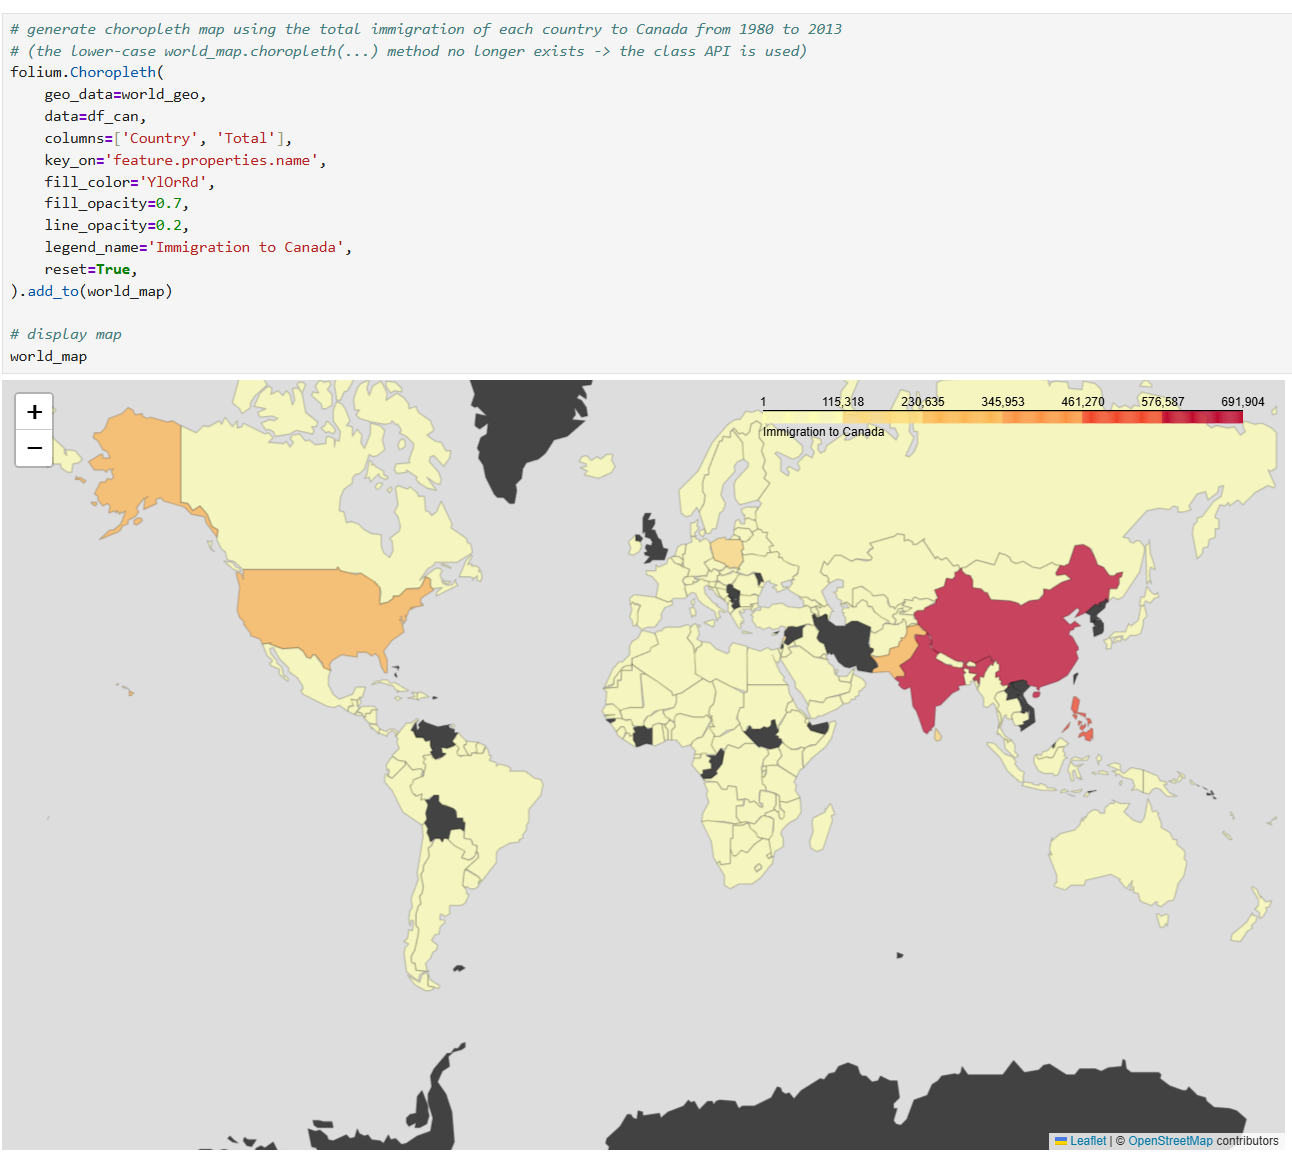 # generate choropleth map using the total immigration of each country to Canada from 1980 to 2013
# (the lower-case world_map.choropleth(...) method no longer exists -> the class API is used)
folium.Choropleth(
    geo_data=world_geo,
    data=df_can,
    columns=['Country', 'Total'],
    key_on='feature.properties.name',
    fill_color='YlOrRd',
    fill_opacity=0.7,
    line_opacity=0.2,
    legend_name='Immigration to Canada',
    reset=True,
).add_to(world_map)

# display map
world_map
+
−
1 115,318 230,635 345,953 461,270 576,587 691,904
Immigration to Canada
Leaflet | © OpenStreetMap contributors